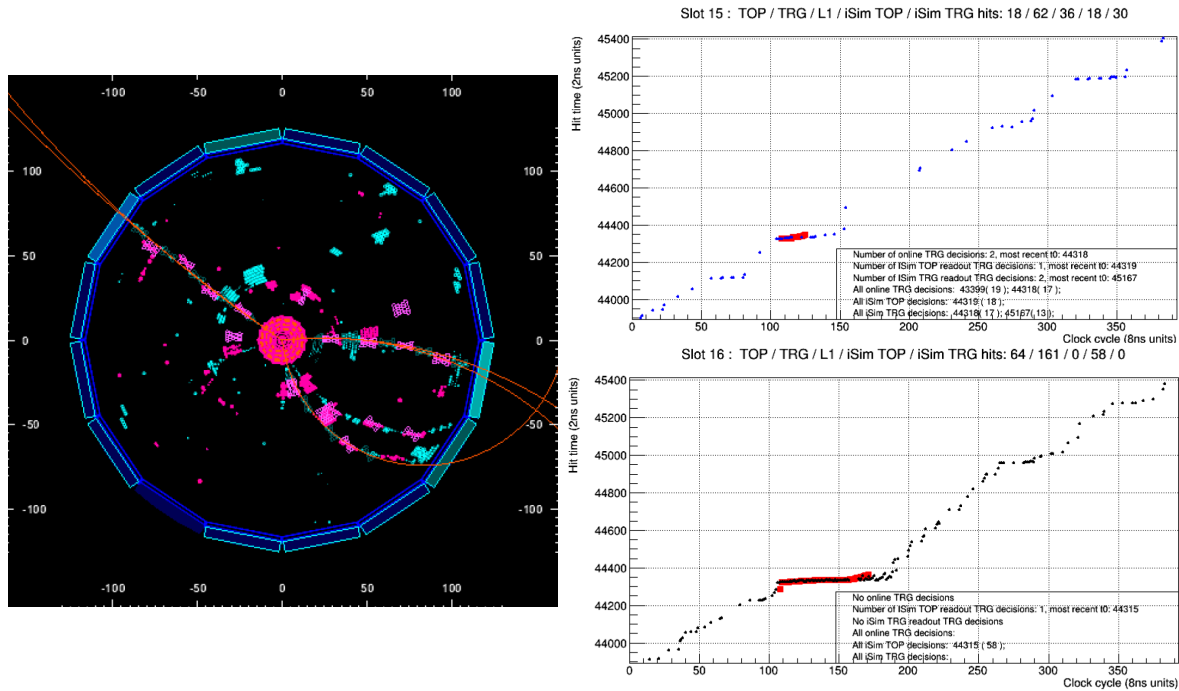 -100 -50 0 50 100
100 100
50 50
0 0
-50 -50
-100 -100
-100 -50 0 50 100
Slot 15 : TOP / TRG / L1 / iSim TOP / iSim TRG hits: 18 / 62 / 36 / 18 / 30
Hit time (2ns units)
45400
45200
45000
44800
44600
44400
44200
44000
Number of online TRG decisions: 2, most recent t0: 44318
Number of ISim TOP readout TRG decisions: 1, most recent t0: 44319
Number of ISim TRG readout TRG decisions: 2, most recent t0: 45167
All online TRG decisions: 43399( 19 ); 44318( 17 );
All iSim TOP decisions: 44319 ( 18 );
All iSim TRG decisions: 44318( 17 ); 45167( 13 );
0 50 100 150 200 250 300 350
Clock cycle (8ns units)
Slot 16 : TOP / TRG / L1 / iSim TOP / iSim TRG hits: 64 / 161 / 0 / 58 / 0
Hit time (2ns units)
45400
45200
45000
44800
44600
44400
44200
44000
No online TRG decisions
Number of ISim TOP readout TRG decisions: 1, most recent t0: 44315
No iSim TRG readout TRG decisions
All online TRG decisions:
All iSim TOP decisions: 44315 ( 58 );
All iSim TRG decisions:
0 50 100 150 200 250 300 350
Clock cycle (8ns units)